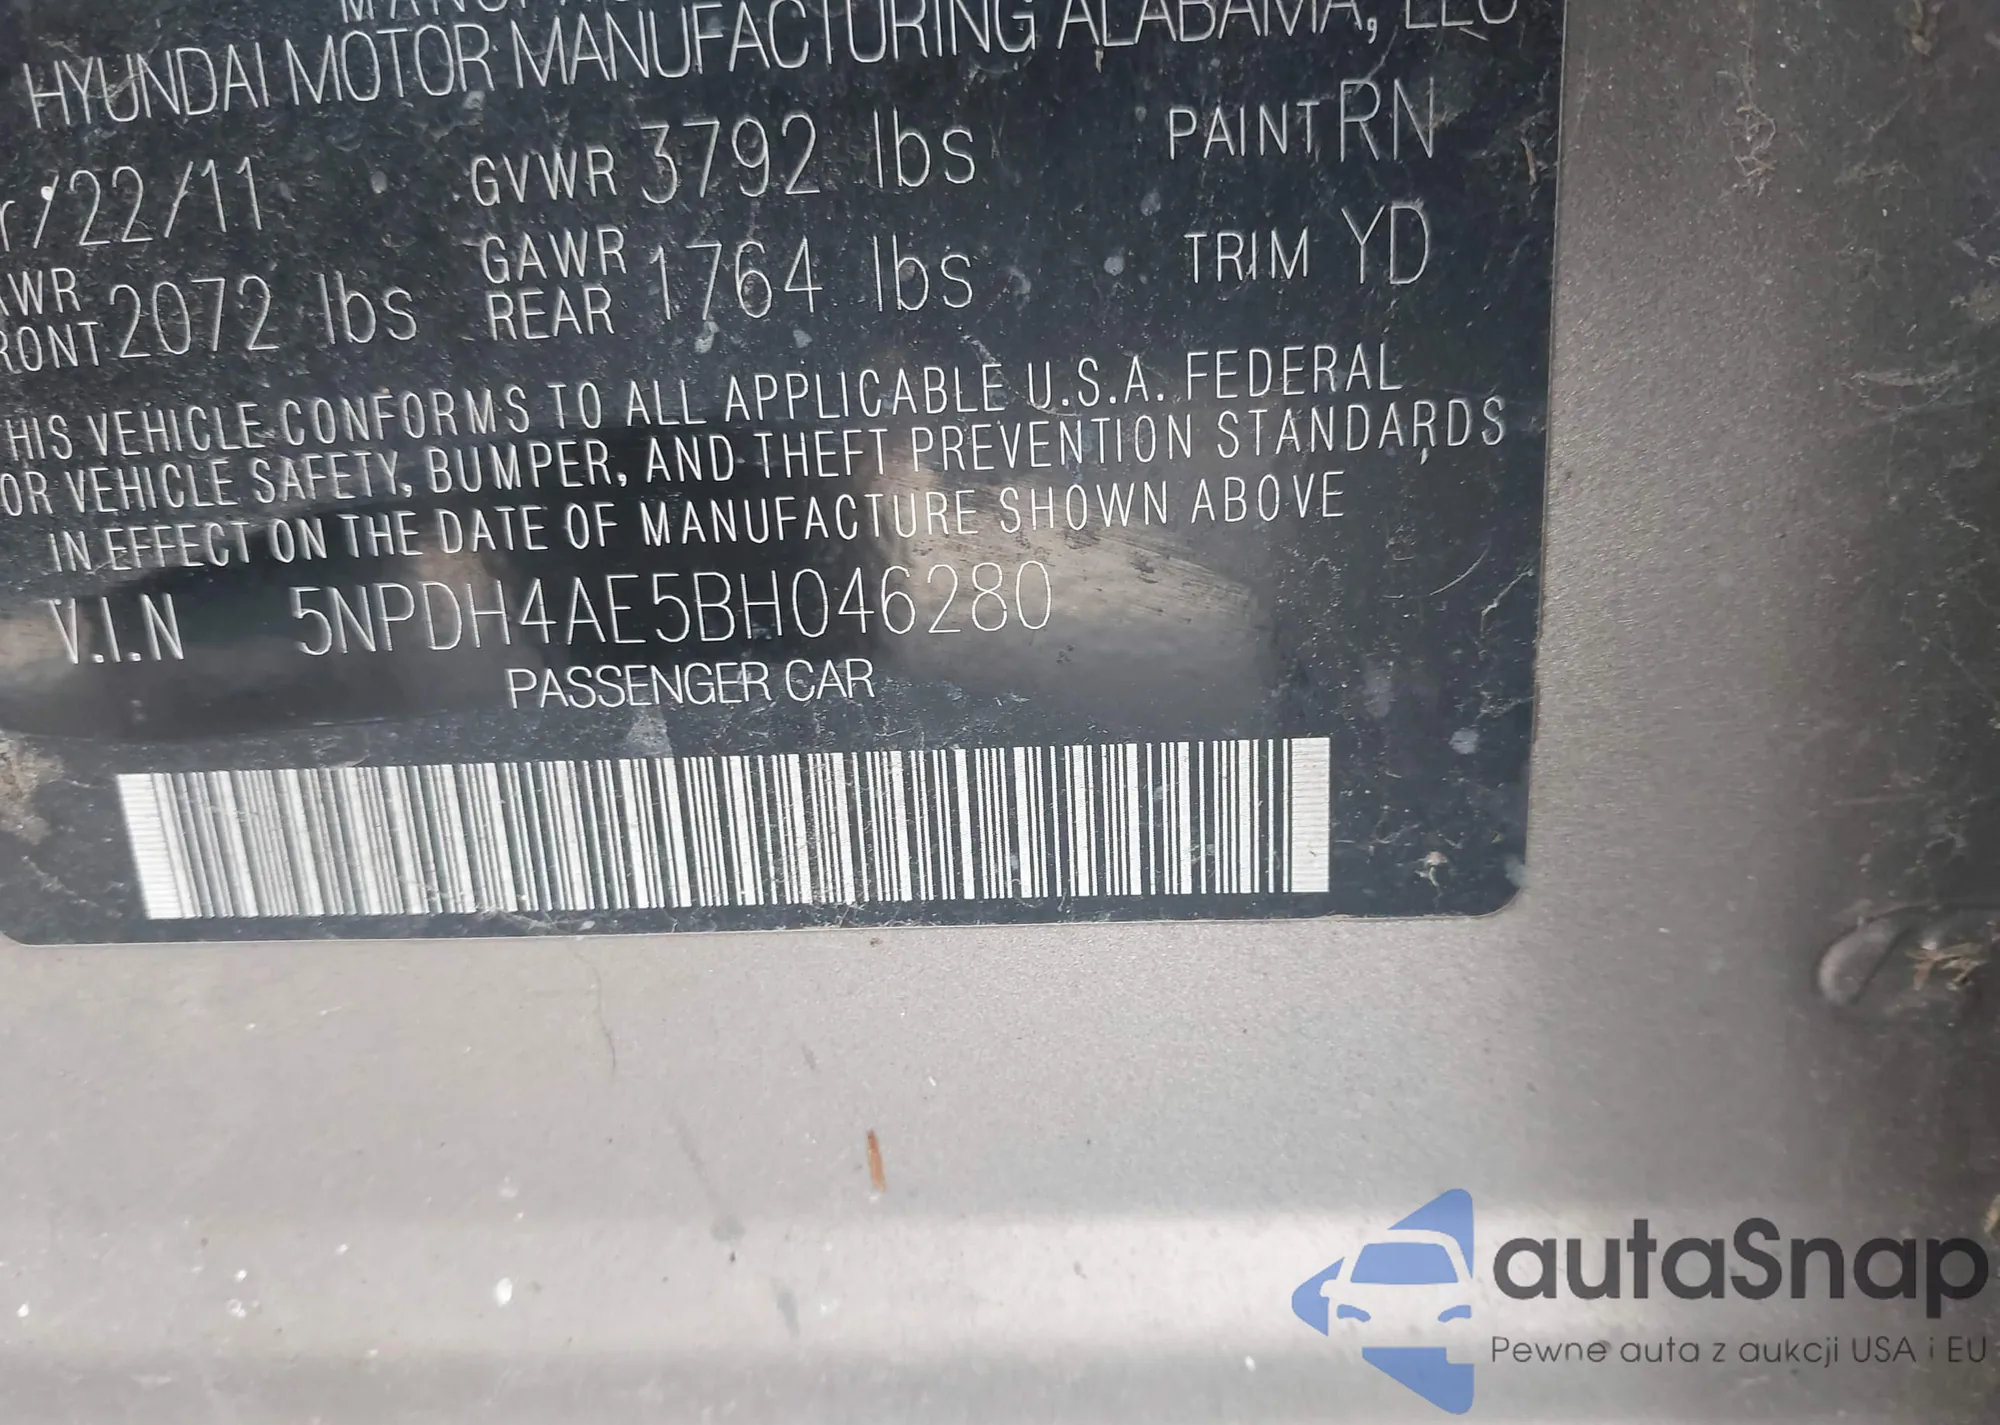 HYUNDAI MOTOR MANUFACTURING ALABAMA, LLC
/22/11 GVWR 3792 lbs PAINT RN
GAWR
REAR 1764 lbs TRIM YD
2072 lbs
VEHICLE CONFORMS TO ALL APPLICABLE U.S.A. FEDERAL
VEHICLE SAFETY, BUMPER, AND THEFT PREVENTION STANDARDS
IN EFFECT ON THE DATE OF MANUFACTURE SHOWN ABOVE
V.I.N 5NPDH4AE5BH046280
PASSENGER CAR
autaSnap
Pewne auta z aukcji USA i EU